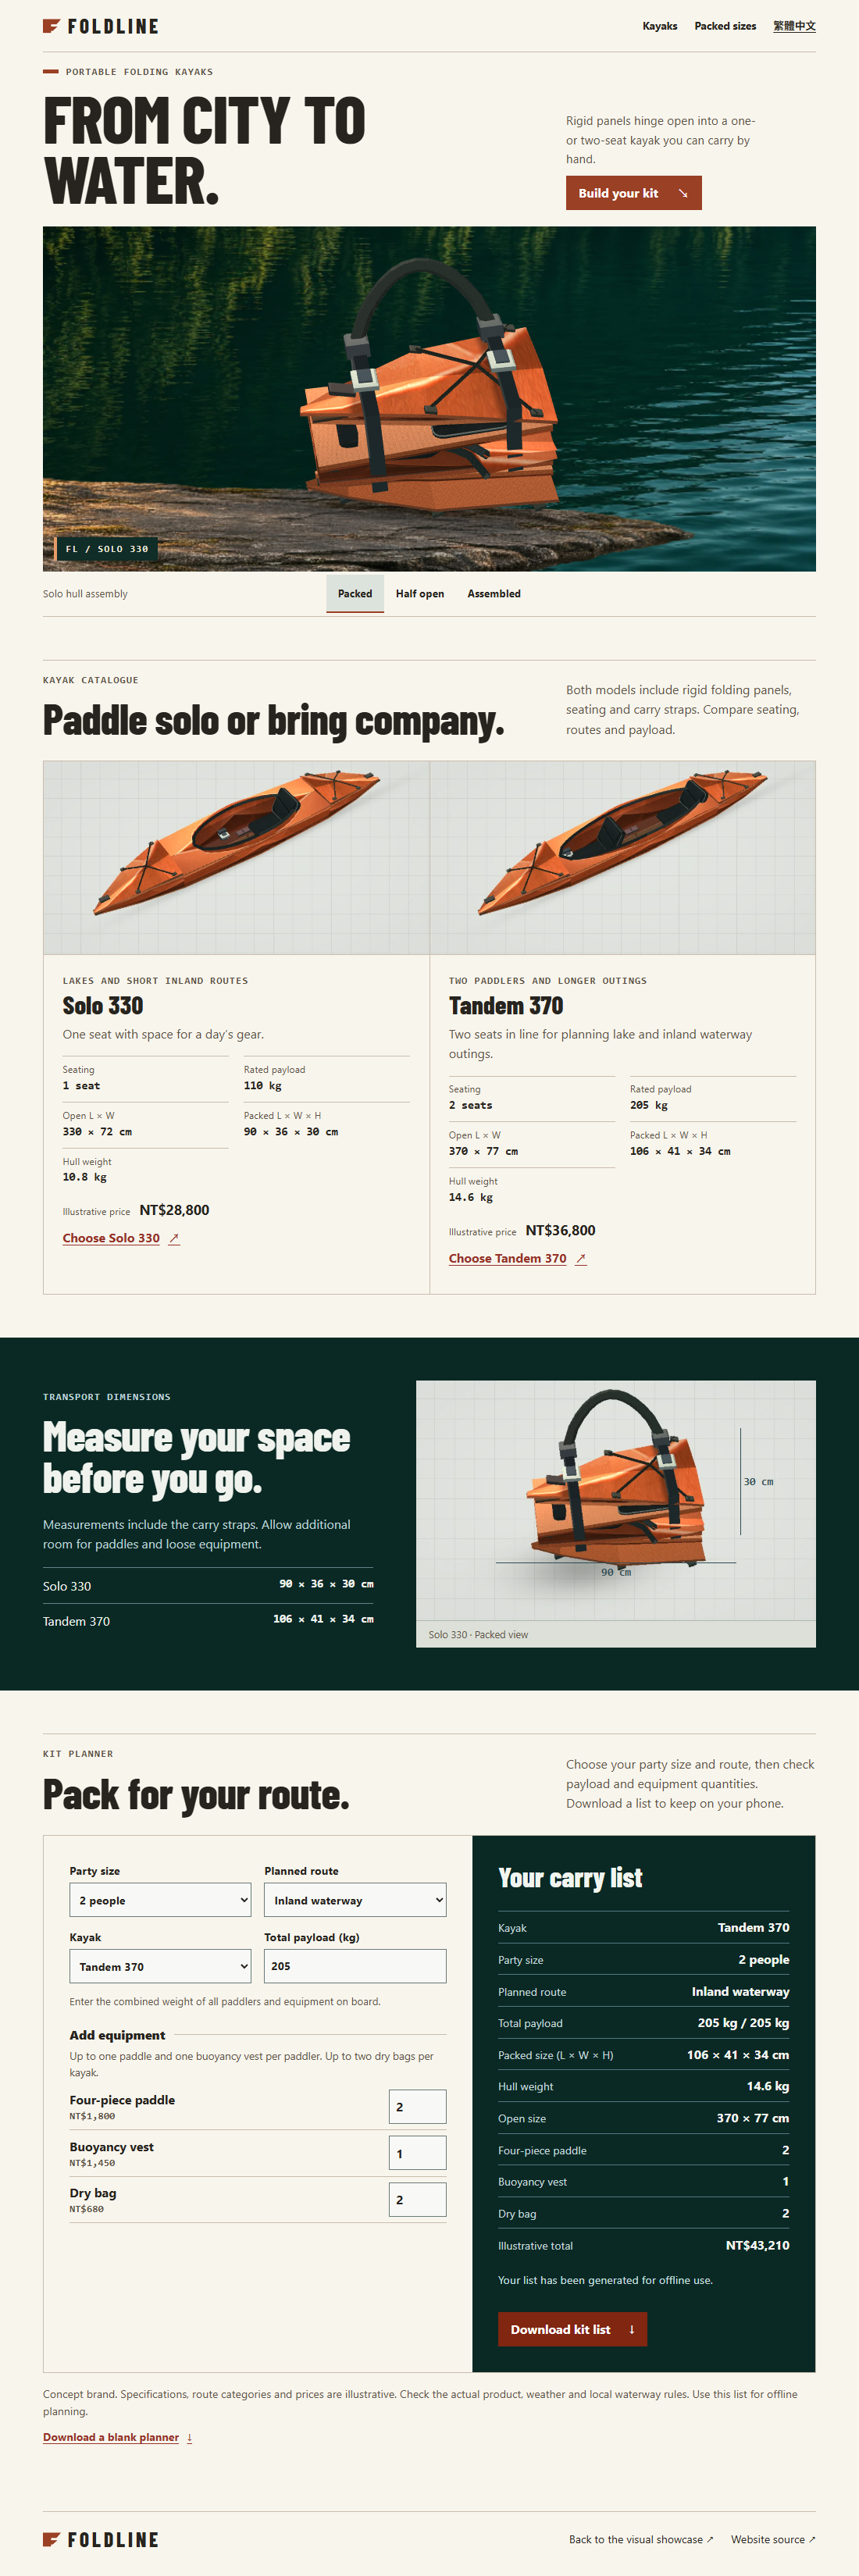 FOLDLINE
Kayaks Packed sizes 繁體中文
PORTABLE FOLDING KAYAKS
FROM CITY TO
WATER.
Rigid panels hinge open into a one-
or two-seat kayak you can carry by
hand.
Build your kit ↘
FL / SOLO 330
Solo hull assembly
Packed Half open Assembled
KAYAK CATALOGUE
Paddle solo or bring company.
Both models include rigid folding panels,
seating and carry straps. Compare seating,
routes and payload.
LAKES AND SHORT INLAND ROUTES
Solo 330
One seat with space for a day's gear.
Seating
1 seat
Rated payload
110 kg
Open L × W
330 × 72 cm
Packed L × W × H
90 × 36 × 30 cm
Hull weight
10.8 kg
Illustrative price NT$28,800
Choose Solo 330 ↗
TWO PADDLERS AND LONGER OUTINGS
Tandem 370
Two seats in line for planning lake and inland waterway
outings.
Seating
2 seats
Rated payload
205 kg
Open L × W
370 × 77 cm
Packed L × W × H
106 × 41 × 34 cm
Hull weight
14.6 kg
Illustrative price NT$36,800
Choose Tandem 370 ↗
TRANSPORT DIMENSIONS
Measure your space
before you go.
Measurements include the carry straps. Allow additional
room for paddles and loose equipment.
Solo 330 90 × 36 × 30 cm
Tandem 370 106 × 41 × 34 cm
30 cm
90 cm
Solo 330 · Packed view
KIT PLANNER
Pack for your route.
Choose your party size and route, then check
payload and equipment quantities.
Download a list to keep on your phone.
Party size
2 people
Planned route
Inland waterway
Kayak
Tandem 370
Total payload (kg)
205
Enter the combined weight of all paddlers and equipment on board.
Add equipment
Up to one paddle and one buoyancy vest per paddler. Up to two dry bags per
kayak.
Four-piece paddle
NT$1,800
2
Buoyancy vest
NT$1,450
1
Dry bag
NT$680
2
Your carry list
Kayak Tandem 370
Party size 2 people
Planned route Inland waterway
Total payload 205 kg / 205 kg
Packed size (L × W × H) 106 × 41 × 34 cm
Hull weight 14.6 kg
Open size 370 × 77 cm
Four-piece paddle 2
Buoyancy vest 1
Dry bag 2
Illustrative total NT$43,210
Your list has been generated for offline use.
Download kit list ↓
Concept brand. Specifications, route categories and prices are illustrative. Check the actual product, weather and local waterway rules. Use this list for offline
planning.
Download a blank planner ↓
FOLDLINE
Back to the visual showcase ↗ Website source ↗